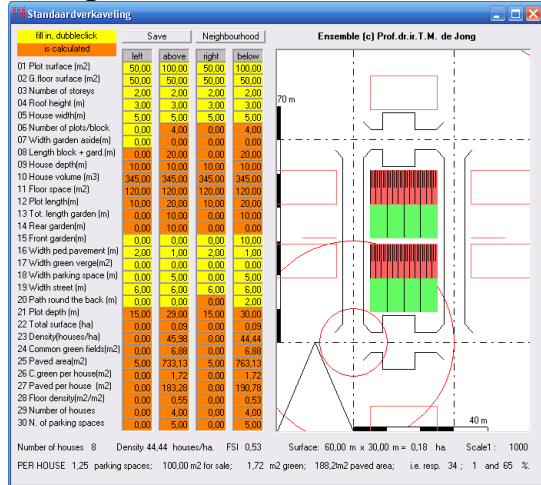 Standaardverkaveling
fill in, dubbleclick Save Neighbourhood Ensemble (c) Prof.dr.ir.T.M. de Jong
is calculated
left above right below
01 Plot surface (m2) 50,00 100,00 50,00 100,00
02 G.floor surface (m2) 50,00 50,00 50,00 50,00
03 Number of storeys 2,00 2,00 2,00 2,00
04 Roof height (m) 3,00 3,00 3,00 3,00
05 House width(m) 5,00 5,00 5,00 5,00
06 Number of plots/block 0,00 4,00 0,00 4,00
07 Width garden aside(m) 0,00 0,00 0,00 0,00
08 Length block + gard.(m) 0,00 20,00 0,00 20,00
09 House depth(m) 10,00 10,00 10,00 10,00
10 House volume (m3) 345,00 345,00 345,00 345,00
11 Floor space (m2) 120,00 120,00 120,00 120,00
12 Plot length(m) 10,00 20,00 10,00 20,00
13 Tot. length garden (m) 0,00 10,00 0,00 10,00
14 Rear garden(m) 0,00 10,00 0,00 0,00
15 Front garden(m) 0,00 0,00 0,00 10,00
16 Width ped.pavement (m) 2,00 1,00 2,00 1,00
17 Width green verge(m2) 0,00 0,00 0,00 0,00
18 Width parking space (m) 0,00 5,00 0,00 5,00
19 Width street (m) 6,00 6,00 6,00 6,00
20 Path round the back (m) 0,00 0,00 0,00 2,00
21 Plot depth (m) 15,00 29,00 15,00 30,00
22 Total surface (ha) 0,00 0,09 0,00 0,09
23 Density(houses/ha) 0,00 45,98 0,00 44,44
24 Common green fields(m2) 0,00 6,88 0,00 6,88
25 Paved area(m2) 5,00 733,13 5,00 763,13
26 C.green per house(m2) 0,00 1,72 0,00 1,72
27 Paved per house (m2) 0,00 183,28 0,00 190,78
28 Floor density(m2/m2) 0,00 0,55 0,00 0,53
29 Number of houses 0,00 4,00 0,00 4,00
30 N. of parking spaces 0,00 5,00 0,00 5,00
70 m
40 m
Number of houses 8 Density 44,44 houses/ha. FSI 0,53 Surface: 60,00 m x 30,00 m = 0,18 ha. Scale1 : 1000
PER HOUSE 1,25 parking spaces; 100,00 m2 for sale; 1,72 m2 green; 188,2m2 paved area; i.e. resp. 34 ; 1 and 65 %.